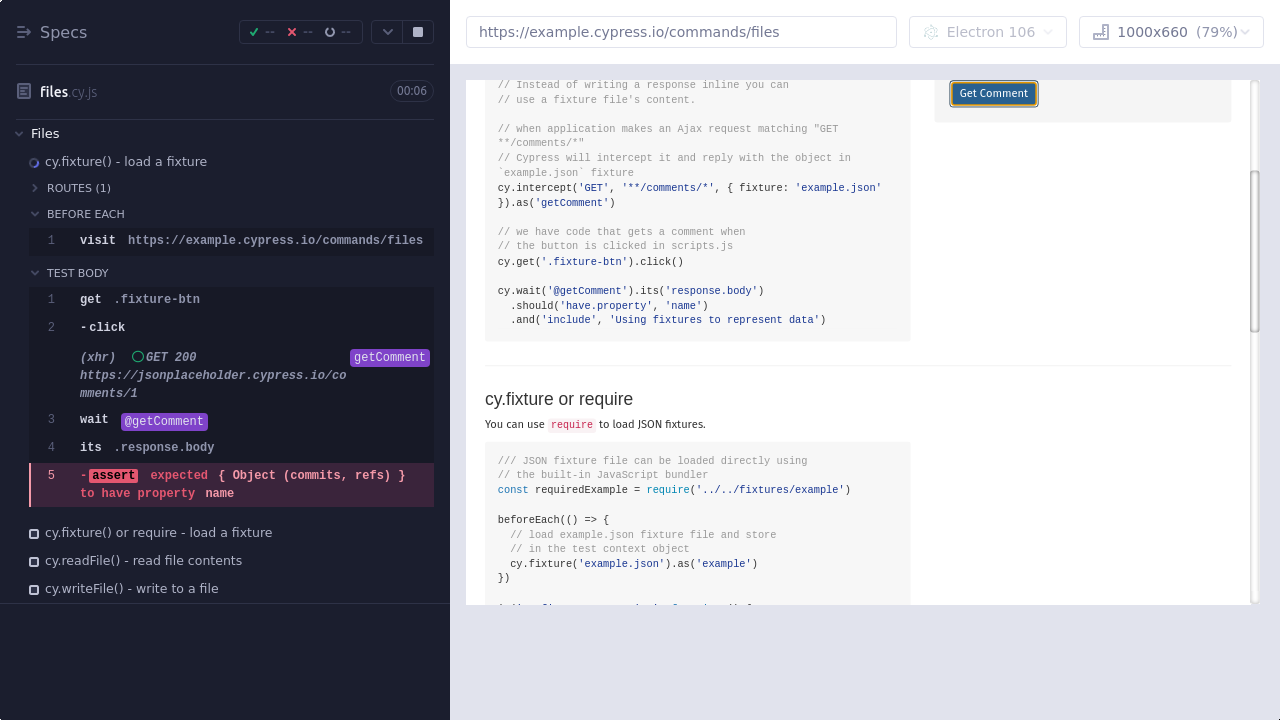 Specs
-- -- --
files.cy.js 00:06
Files
cy.fixture() - load a fixture
ROUTES (1)
BEFORE EACH
1 visit https://example.cypress.io/commands/files
TEST BODY
1 get .fixture-btn
2 -click
(xhr) GET 200 getComment
https://jsonplaceholder.cypress.io/co
mments/1
3 wait @getComment
4 its .response.body
5 -assert expected { Object (commits, refs) }
to have property name
cy.fixture() or require - load a fixture
cy.readFile() - read file contents
cy.writeFile() - write to a file
https://example.cypress.io/commands/files
Electron 106
1000x660 (79%)
// Instead of writing a response inline you can
// use a fixture file's content.
// when application makes an Ajax request matching "GET
**/comments/*"
// Cypress will intercept it and reply with the object in
`example.json` fixture
cy.intercept('GET', '**/comments/*', { fixture: 'example.json'
}).as('getComment')
// we have code that gets a comment when
// the button is clicked in scripts.js
cy.get('.fixture-btn').click()
cy.wait('@getComment').its('response.body')
.should('have.property', 'name')
.and('include', 'Using fixtures to represent data')
Get Comment
cy.fixture or require
You can use require to load JSON fixtures.
/// JSON fixture file can be loaded directly using
// the built-in JavaScript bundler
const requiredExample = require('../../fixtures/example')
beforeEach(() => {
// load example.json fixture file and store
// in the test context object
cy.fixture('example.json').as('example')
})